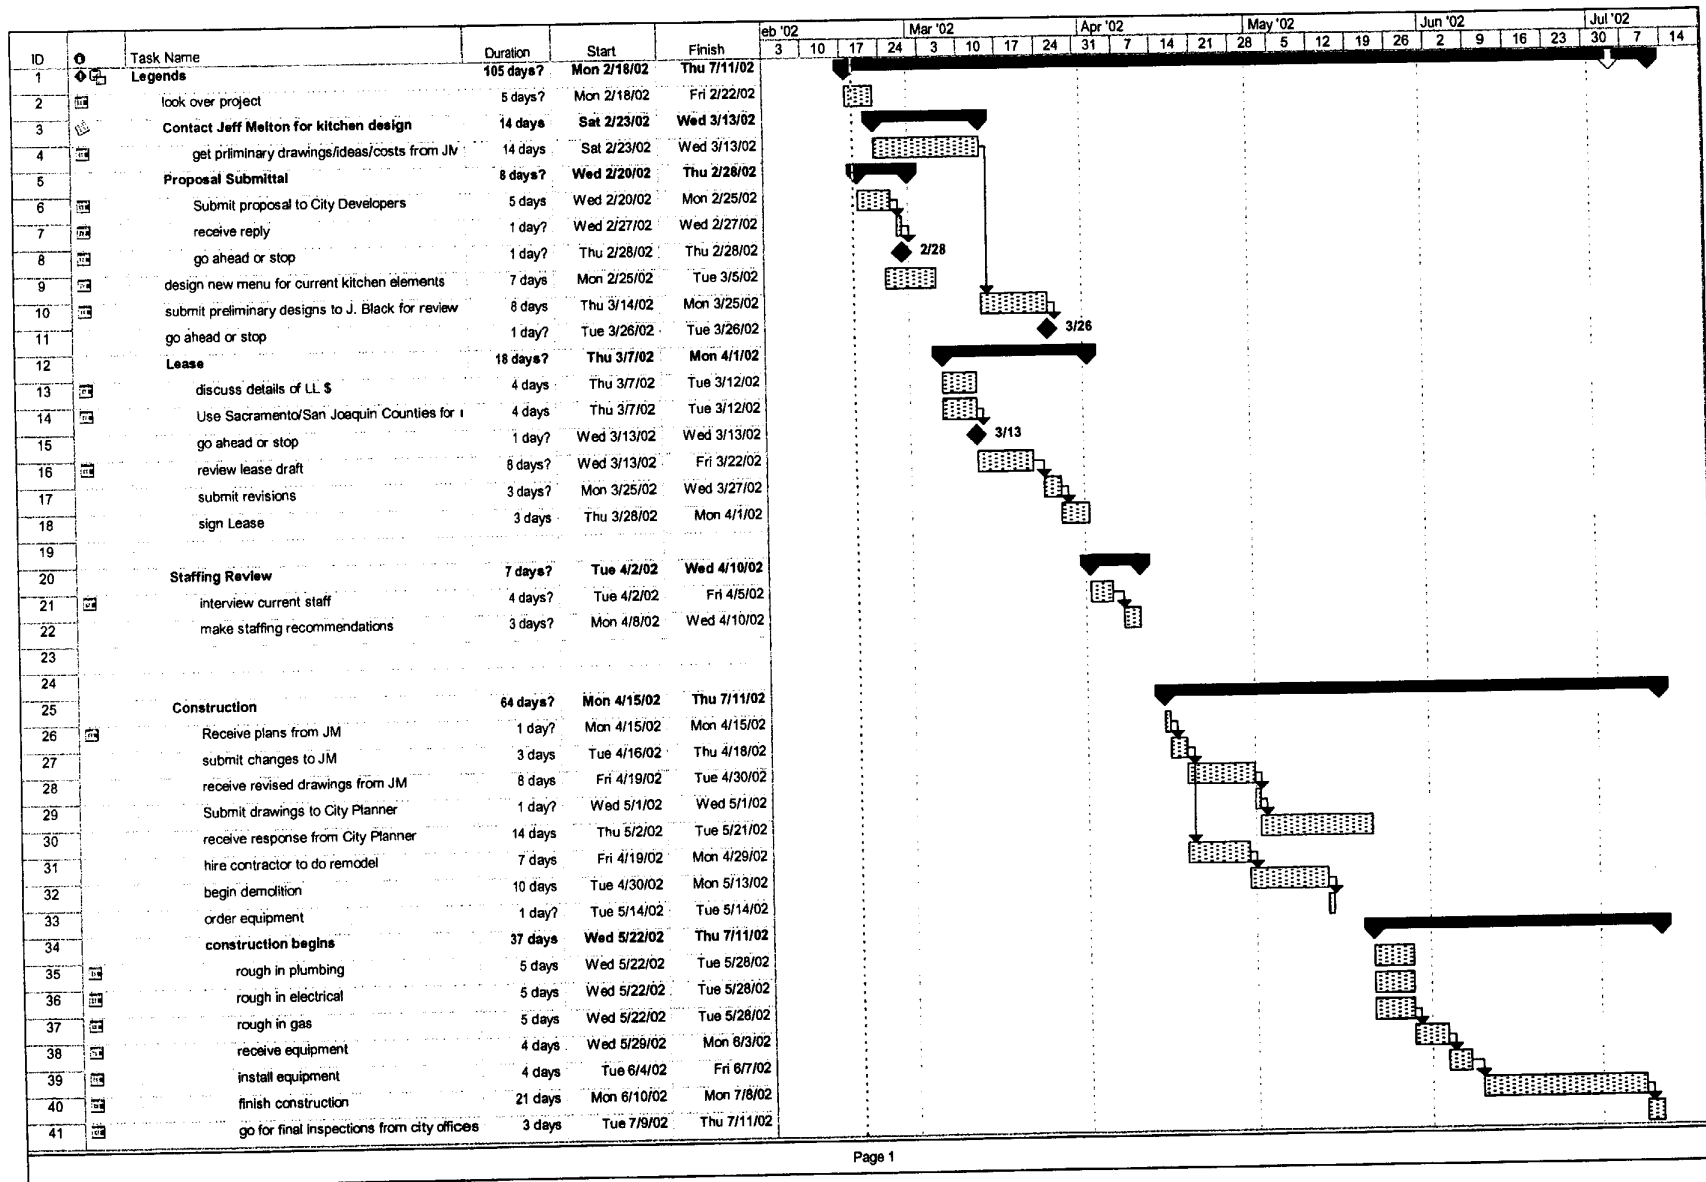 eb '02 Mar '02 Apr '02 May '02 Jun '02 Jul '02
ID Task Name Duration Start Finish 3 10 17 24 3 10 17 24 31 7 14 21 28 5 12 19 26 2 9 16 23 30 7 14
1 Legends 105 days? Mon 2/18/02 Thu 7/11/02
2 look over project 5 days? Mon 2/18/02 Fri 2/22/02
3 Contact Jeff Melton for kitchen design 14 days Sat 2/23/02 Wed 3/13/02
4 get prliminary drawings/ideas/costs from JM 14 days Sat 2/23/02 Wed 3/13/02
5 Proposal Submittal 8 days? Wed 2/20/02 Thu 2/28/02
6 Submit proposal to City Developers 5 days Wed 2/20/02 Mon 2/25/02
7 receive reply 1 day? Wed 2/27/02 Wed 2/27/02
8 go ahead or stop 1 day? Thu 2/28/02 Thu 2/28/02 2/28
9 design new menu for current kitchen elements 7 days Mon 2/25/02 Tue 3/5/02
10 submit preliminary designs to J. Black for review 8 days Thu 3/14/02 Mon 3/25/02
11 go ahead or stop 1 day? Tue 3/26/02 Tue 3/26/02 3/26
12 Lease 18 days? Thu 3/7/02 Mon 4/1/02
13 discuss details of LL $ 4 days Thu 3/7/02 Tue 3/12/02
14 Use Sacramento/San Joaquin Counties for 4 days Thu 3/7/02 Tue 3/12/02
15 go ahead or stop 1 day? Wed 3/13/02 Wed 3/13/02 3/13
16 review lease draft 8 days? Wed 3/13/02 Fri 3/22/02
17 submit revisions 3 days? Mon 3/25/02 Wed 3/27/02
18 sign Lease 3 days Thu 3/28/02 Mon 4/1/02
19
20 Staffing Review 7 days? Tue 4/2/02 Wed 4/10/02
21 interview current staff 4 days? Tue 4/2/02 Fri 4/5/02
22 make staffing recommendations 3 days? Mon 4/8/02 Wed 4/10/02
23
24
25 Construction 64 days? Mon 4/15/02 Thu 7/11/02
26 Receive plans from JM 1 day? Mon 4/15/02 Mon 4/15/02
27 submit changes to JM 3 days Tue 4/16/02 Thu 4/18/02
28 receive revised drawings from JM 8 days Fri 4/19/02 Tue 4/30/02
29 Submit drawings to City Planner 1 day? Wed 5/1/02 Wed 5/1/02
30 receive response from City Planner 14 days Thu 5/2/02 Tue 5/21/02
31 hire contractor to do remodel 7 days Fri 4/19/02 Mon 4/29/02
32 begin demolition 10 days Tue 4/30/02 Mon 5/13/02
33 order equipment 1 day? Tue 5/14/02 Tue 5/14/02
34 construction begins 37 days Wed 5/22/02 Thu 7/11/02
35 rough in plumbing 5 days Wed 5/22/02 Tue 5/28/02
36 rough in electrical 5 days Wed 5/22/02 Tue 5/28/02
37 rough in gas 5 days Wed 5/22/02 Tue 5/28/02
38 receive equipment 4 days Wed 5/29/02 Mon 6/3/02
39 install equipment 4 days Tue 6/4/02 Fri 6/7/02
40 finish construction 21 days Mon 6/10/02 Mon 7/8/02
41 go for final inspections from city offices 3 days Tue 7/9/02 Thu 7/11/02
Page 1